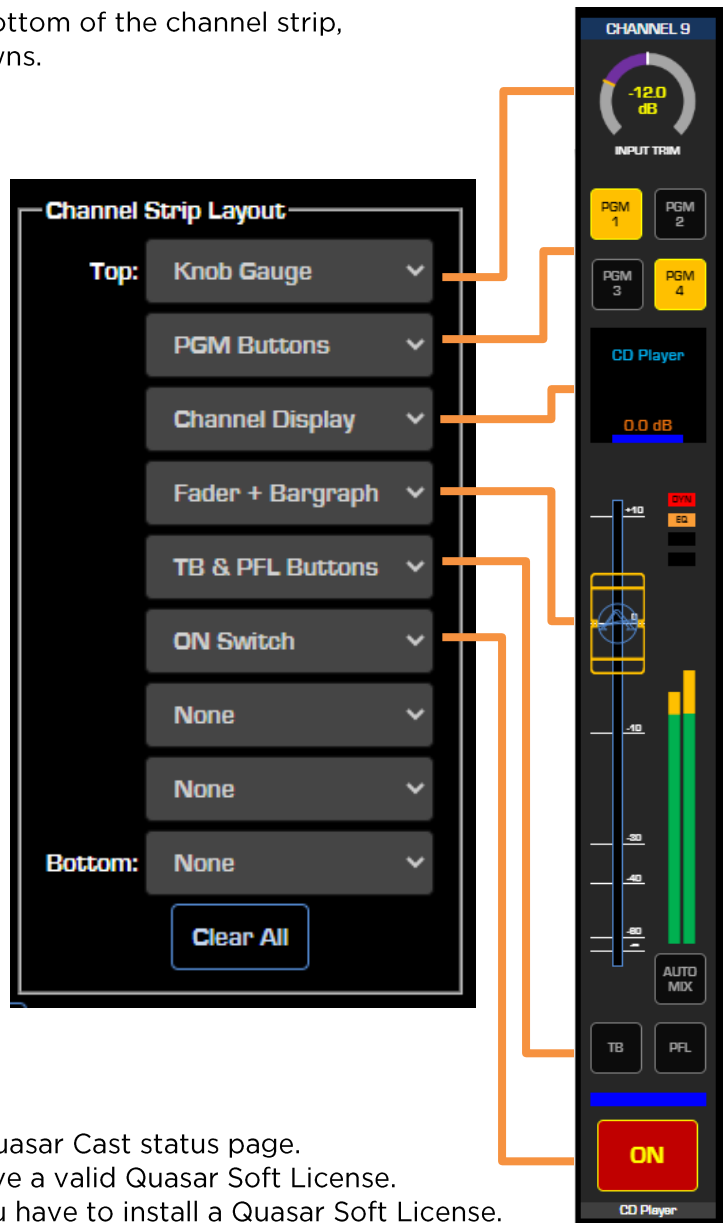 ottom of the channel strip,
wns.
Channel Strip Layout
Top: Knob Gauge
PGM Buttons
Channel Display
Fader + Bargraph
TB & PFL Buttons
ON Switch
None
None
Bottom: None
Clear All
CHANNEL 9
-12.0
dB
INPUT TRIM
PGM
1
PGM
2
PGM
3
PGM
4
CD Player
0.0 dB
DYN
EQ
+10
0
-10
-30
-40
-80
AUTO
MIX
TB
PFL
ON
CD Player
uasar Cast status page.
ve a valid Quasar Soft License.
u have to install a Quasar Soft License.